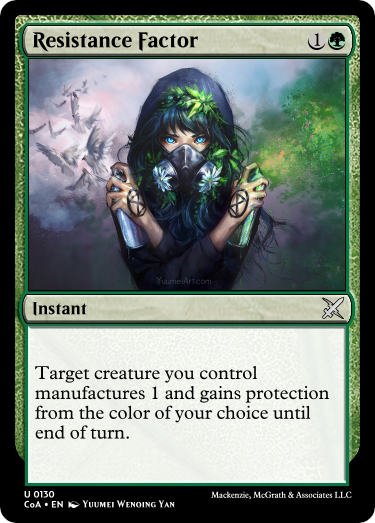 Resistance Factor 1
YuumeiArt.com
Instant
Target creature you control
manufactures 1 and gains protection
from the color of your choice until
end of turn.
U 0130
CoA • EN Yuumei Wenqing Yan
Mackenzie, McGrath & Associates LLC